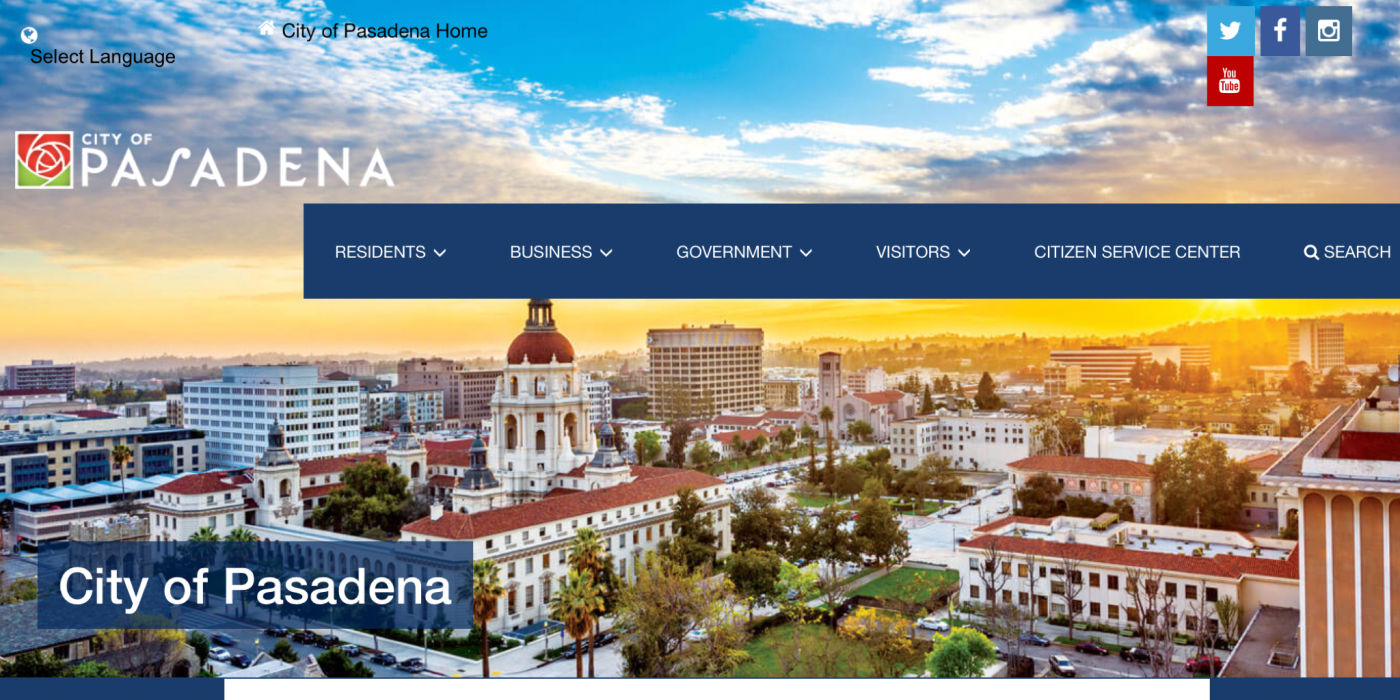 Select Language
City of Pasadena Home
You
Tube
CITY OF
PASADENA
RESIDENTS
BUSINESS
GOVERNMENT
VISITORS
CITIZEN SERVICE CENTER
SEARCH
City of Pasadena